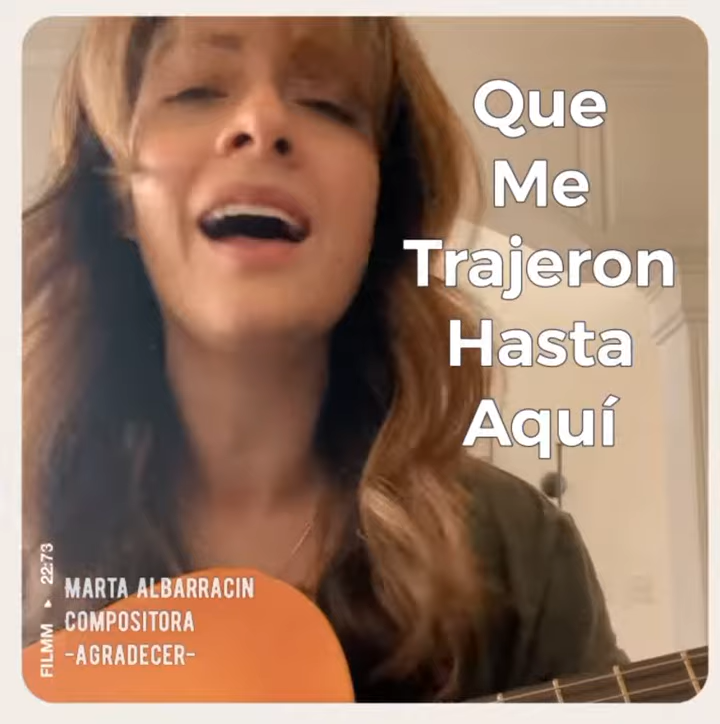 Que
Me
Trajeron
Hasta
Aquí
FILMM ▶ 22:73
MARTA ALBARRACIN
COMPOSITORA
-AGRADECER-